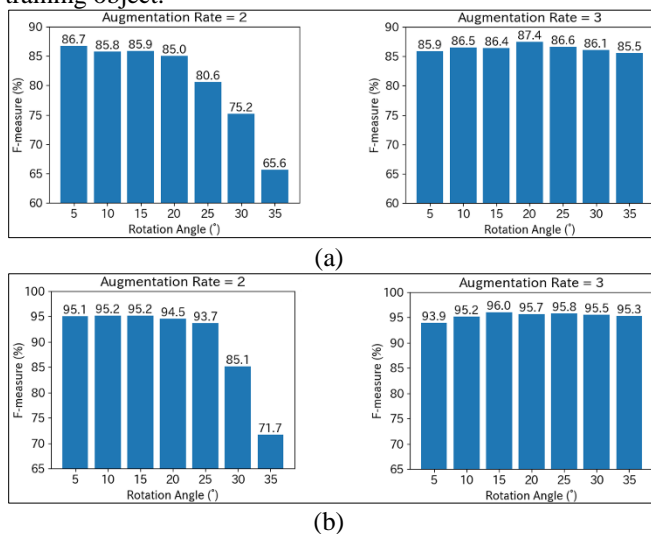 training object.
Augmentation Rate = 2
90
85
80
75
70
65
60
F-measure (%)
86.7 85.8 85.9 85.0 80.6 75.2 65.6
5 10 15 20 25 30 35
Rotation Angle (°)
Augmentation Rate = 3
90
85
80
75
70
65
60
F-measure (%)
85.9 86.5 86.4 87.4 86.6 86.1 85.5
5 10 15 20 25 30 35
Rotation Angle (°)
(a)
Augmentation Rate = 2
100
95
90
85
80
75
70
65
F-measure (%)
95.1 95.2 95.2 94.5 93.7 85.1 71.7
5 10 15 20 25 30 35
Rotation Angle (°)
Augmentation Rate = 3
100
95
90
85
80
75
70
65
F-measure (%)
93.9 95.2 96.0 95.7 95.8 95.5 95.3
5 10 15 20 25 30 35
Rotation Angle (°)
(b)